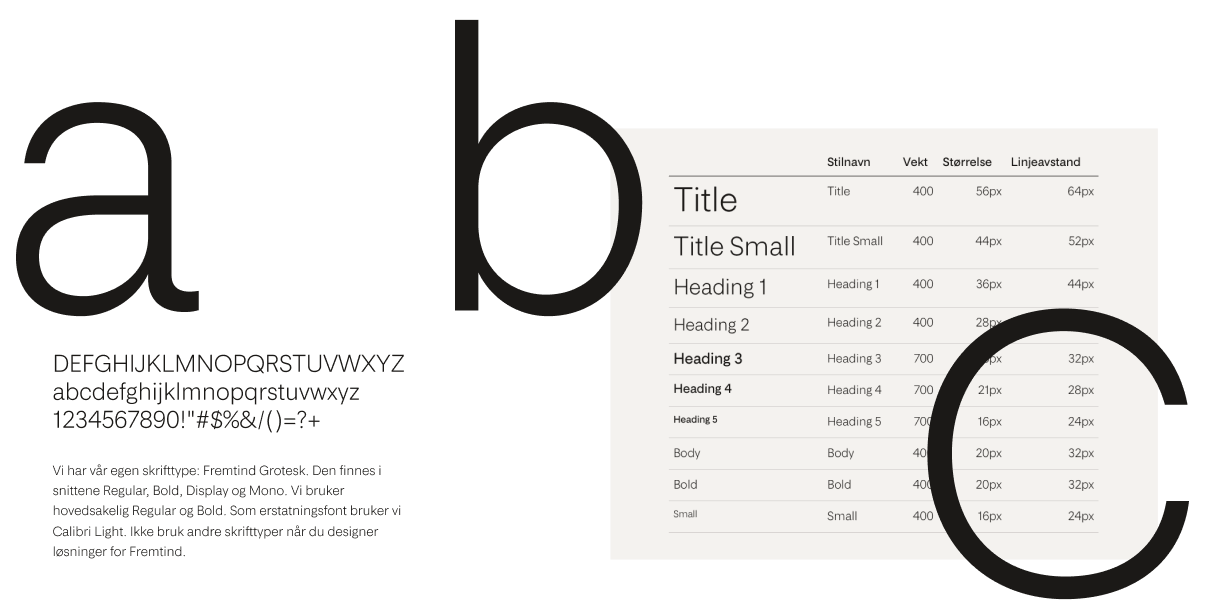 a b
DEFGHIJKLMNOPQRSTUVWXYZ
abcdefghijklmnopqrstuvwxyz
1234567890!"#$%&/()=?+
Vi har vår egen skrifttype: Fremtind Grotesk. Den finnes i
snittene Regular, Bold, Display og Mono. Vi bruker
hovedsakelig Regular og Bold. Som erstatningsfont bruker vi
Calibri Light. Ikke bruk andre skrifttyper når du designer
løsninger for Fremtind.
Stilnavn Vekt Størrelse Linjeavstand
Title Title 400 56px 64px
Title Small Title Small 400 44px 52px
Heading 1 Heading 1 400 36px 44px
Heading 2 Heading 2 400 28px
Heading 3 Heading 3 700 32px
Heading 4 Heading 4 700 21px 28px
Heading 5 Heading 5 700 16px 24px
Body Body 400 20px 32px
Bold Bold 400 20px 32px
Small Small 400 16px 24px
c